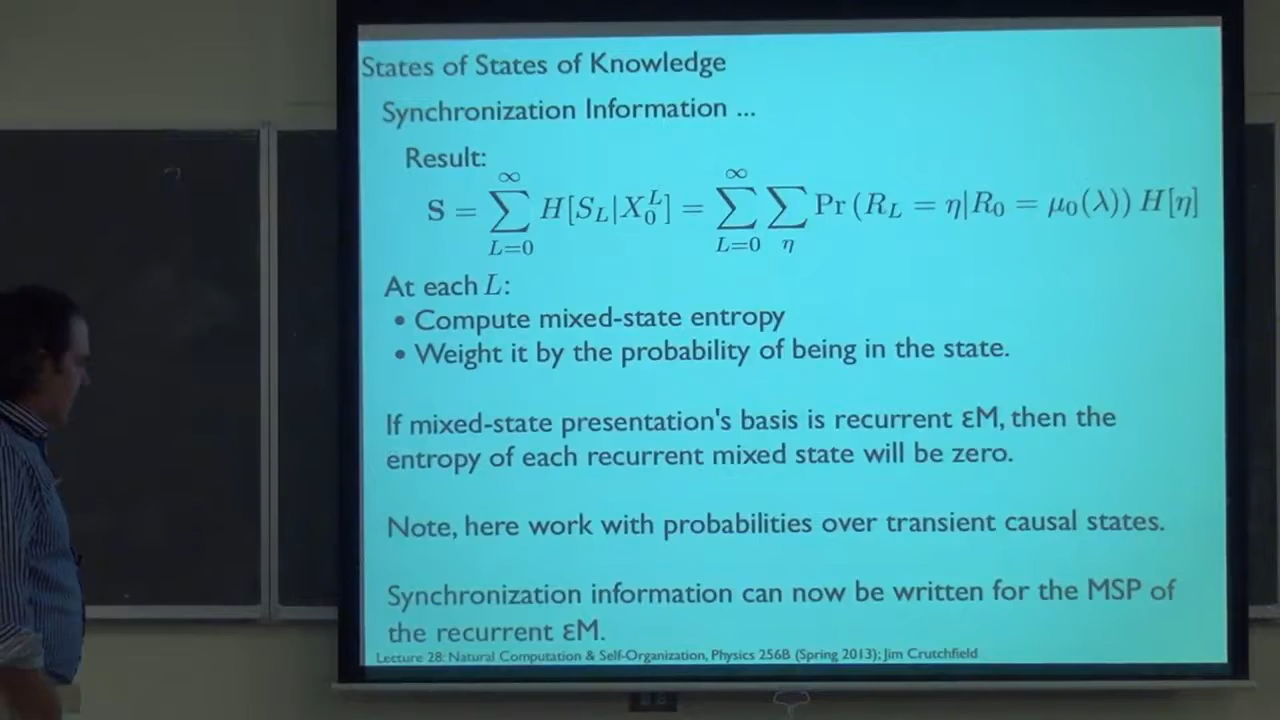 States of States of Knowledge
Synchronization Information ...
Result:
S = ∑_{L=0}^{∞} H[S_L|X_0^L] = ∑_{L=0}^{∞} ∑_η Pr (R_L = η|R_0 = μ_0(λ)) H[η]
At each L:
• Compute mixed-state entropy
• Weight it by the probability of being in the state.
If mixed-state presentation's basis is recurrent εM, then the
entropy of each recurrent mixed state will be zero.
Note, here work with probabilities over transient causal states.
Synchronization information can now be written for the MSP of
the recurrent εM.
Lecture 28: Natural Computation & Self-Organization, Physics 256B (Spring 2013); Jim Crutchfield